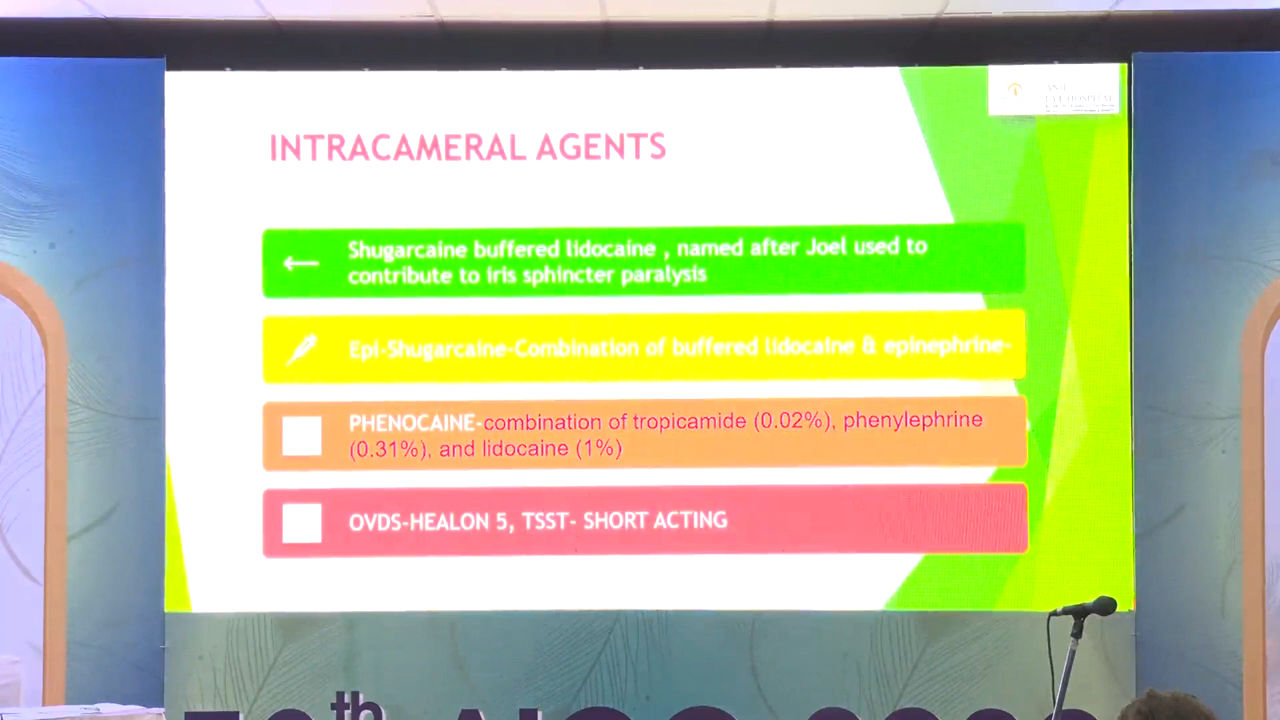 INTRACAMERAL AGENTS
Shugarcaine buffered lidocaine , named after Joel used to
contribute to iris sphincter paralysis
Epi-Shugarcaine-Combination of buffered lidocaine & epinephrine-
PHENOCAINE-combination of tropicamide (0.02%), phenylephrine
(0.31%), and lidocaine (1%)
OVDS-HEALON 5, TSST- SHORT ACTING
EYE HOSPITAL
th